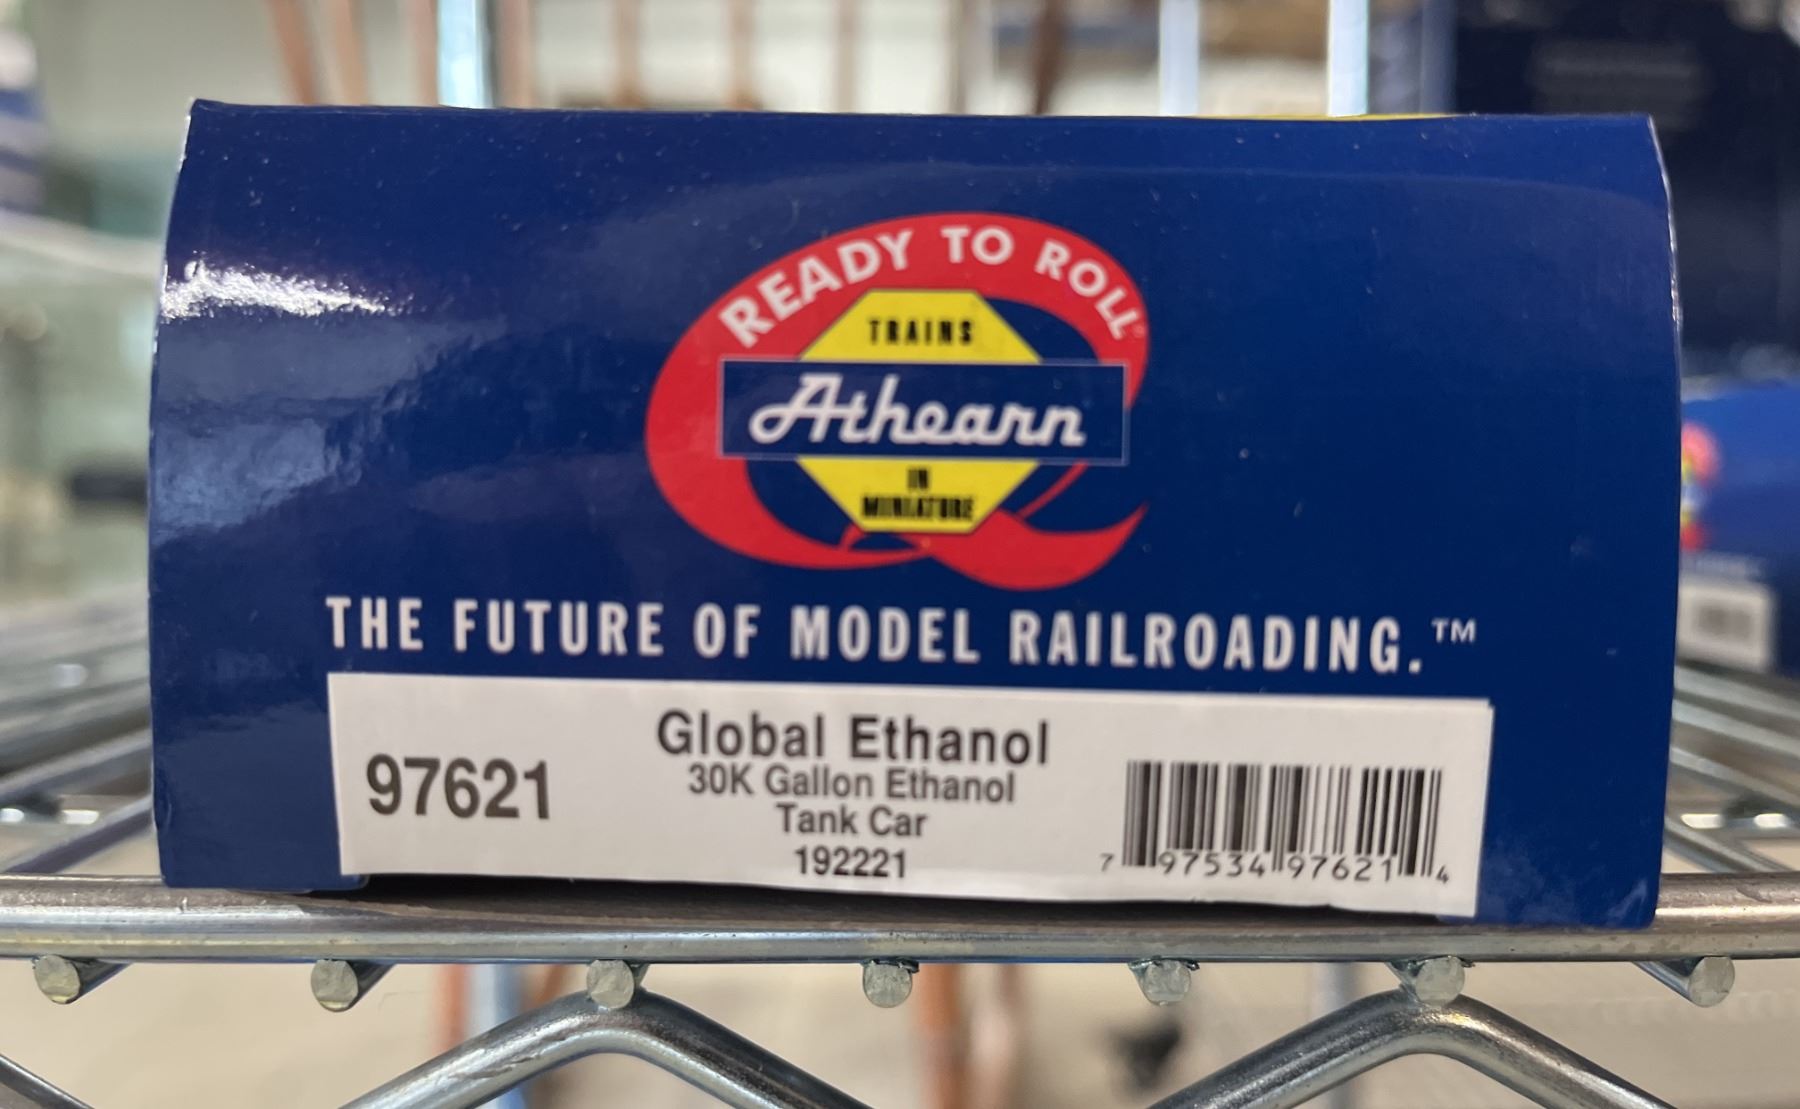 READY TO ROLL
TRAINS
Athearn
IN
MINIATURE
THE FUTURE OF MODEL RAILROADING.™
97621
Global Ethanol
30K Gallon Ethanol
Tank Car
192221
7 97534 97621 4